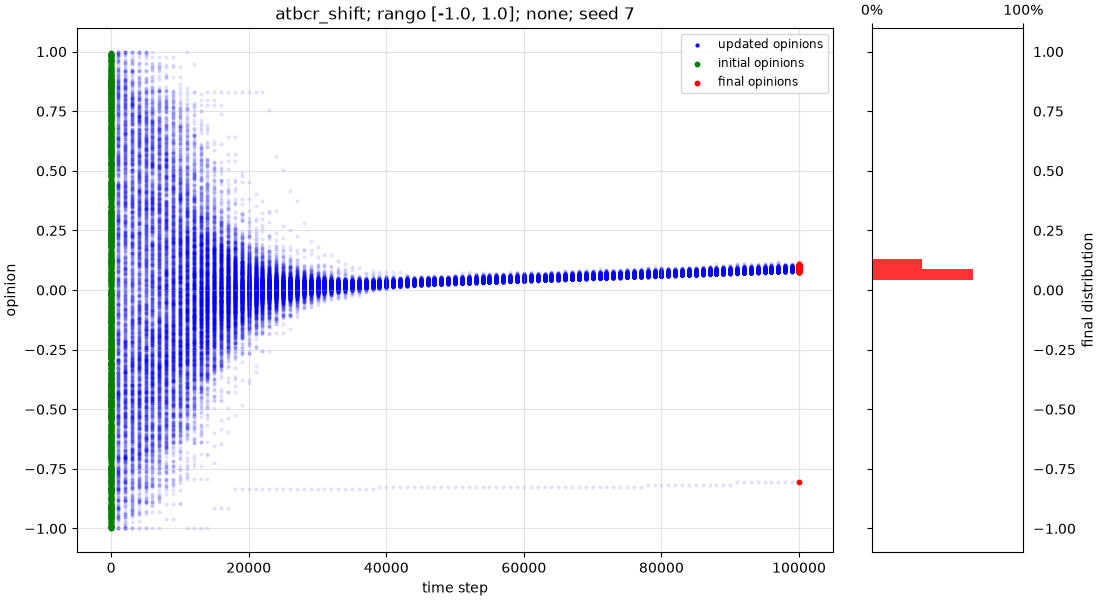 atbcr_shift; rango [-1.0, 1.0]; none; seed 7
0% 100%
updated opinions
initial opinions
final opinions
1.00 1.00
0.75 0.75
0.50 0.50
0.25 0.25
0.00 0.00
−0.25 −0.25
−0.50 −0.50
−0.75 −0.75
−1.00 −1.00
opinion
final distribution
0 20000 40000 60000 80000 100000
time step